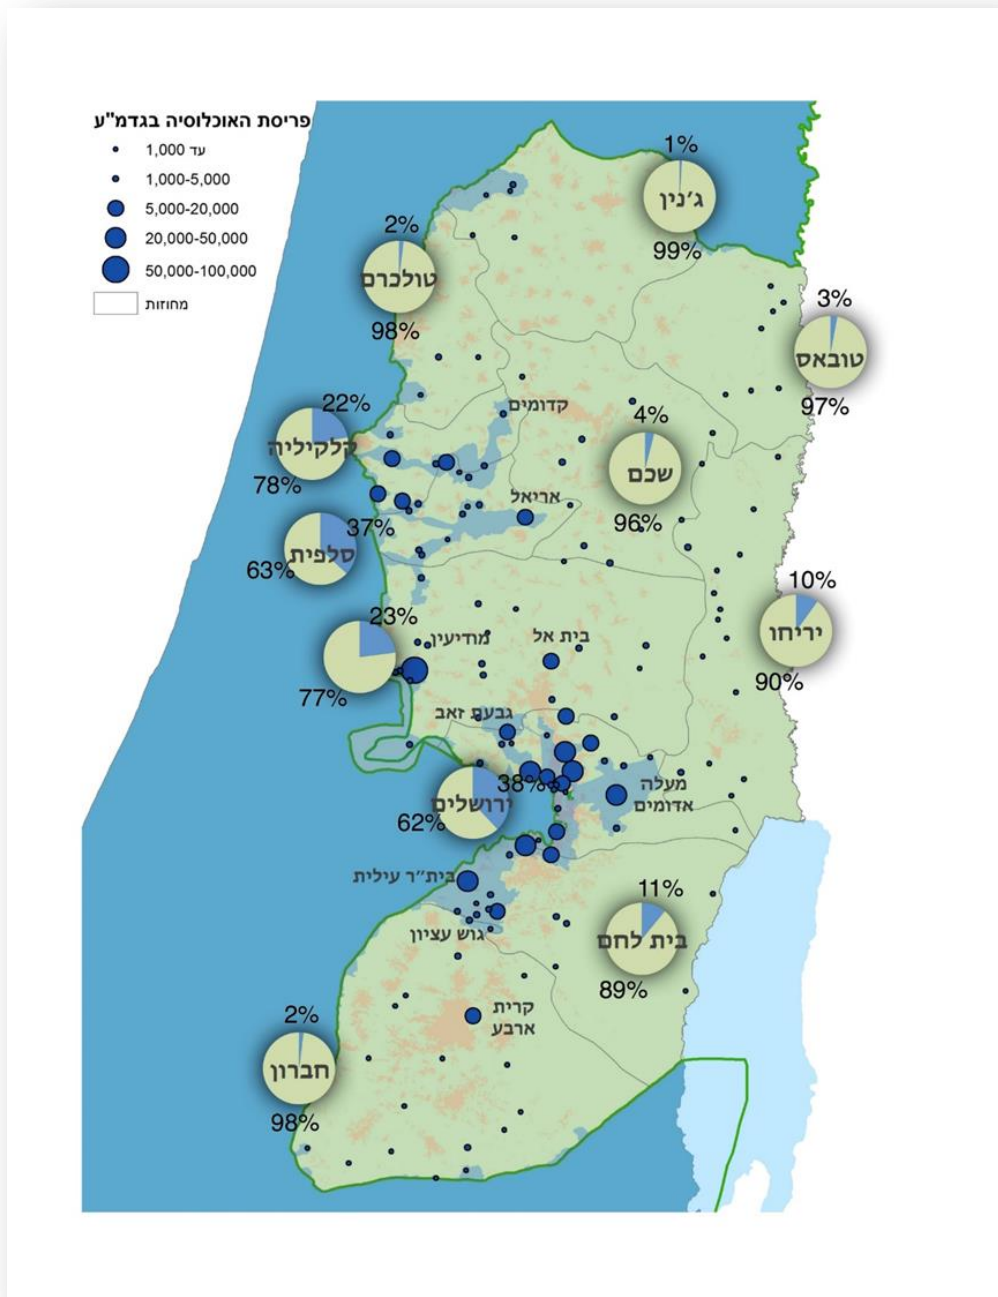 פריסת האוכלוסיה בגדמ"ע
עד 1,000
1,000-5,000
5,000-20,000
20,000-50,000
50,000-100,000
מחוזות
1%
ג'נין
99%
2%
טולכרם
98%
3%
טובאס
97%
קדומים
22%
קלקיליה
78%
4%
שכם
96%
אריאל
37%
סלפית
63%
10%
יריחו
90%
23%
77%
מודיעין
בית אל
גבעת זאב
38%
ירושלים
62%
מעלה
אדומים
בית״ר עילית
11%
בית לחם
89%
גוש עציון
קרית
ארבע
2%
חברון
98%